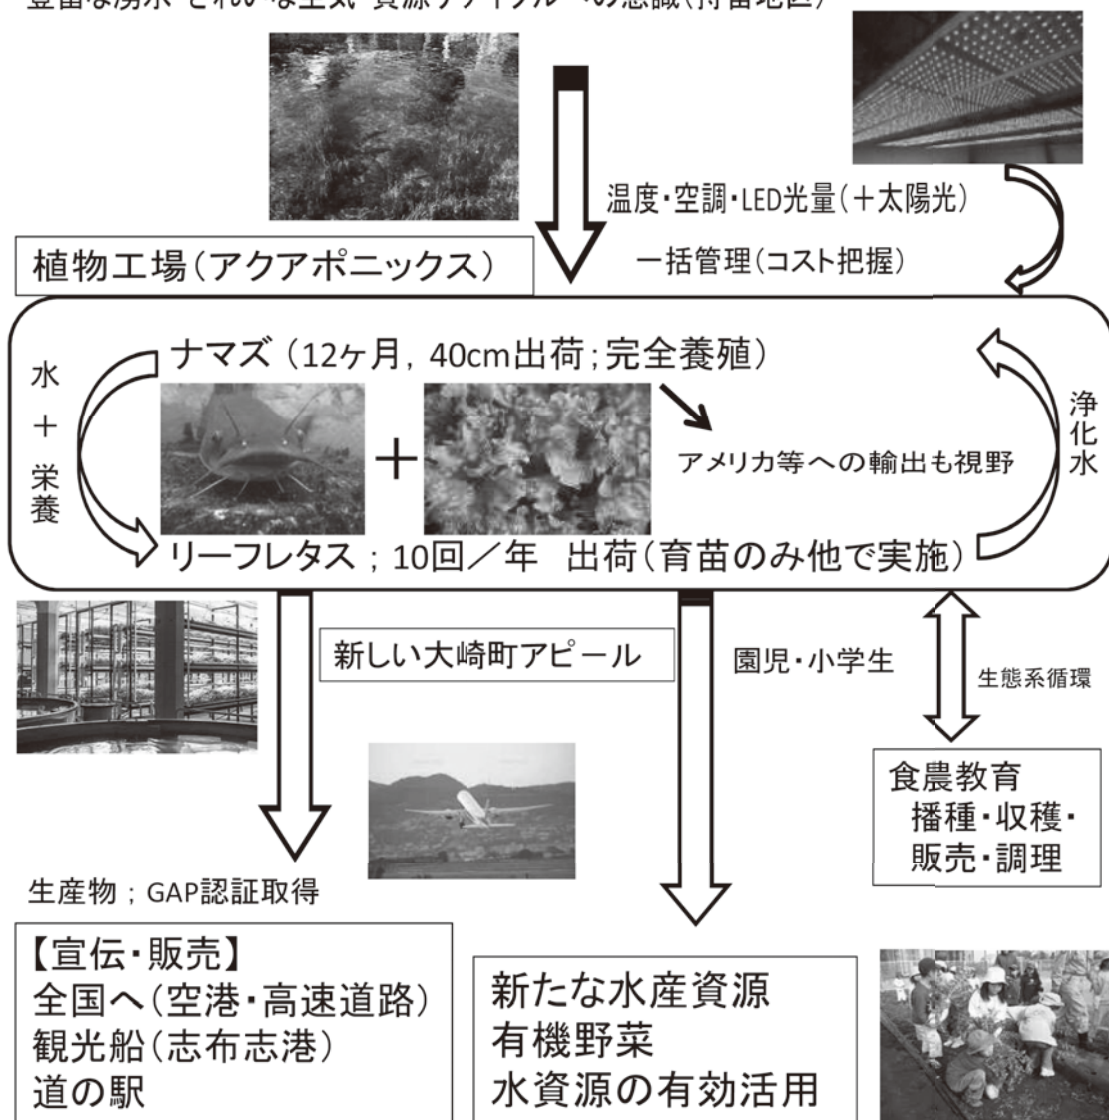 豊富な湧水・きれいな空気・資源リサイクルへの意識(持留地区)
温度・空調・LED光量(+太陽光)
一括管理(コスト把握)
植物工場(アクアポニックス)
ナマズ (12ヶ月, 40cm出荷;完全養殖)
水+栄養
+
アメリカ等への輸出も視野
浄化水
リーフレタス ; 10回/年 出荷(育苗のみ他で実施)
新しい大崎町アピール
園児・小学生
生態系循環
食農教育
播種・収穫・
販売・調理
生産物 ; GAP認証取得
【宣伝・販売】
全国へ(空港・高速道路)
観光船(志布志港)
道の駅
新たな水産資源
有機野菜
水資源の有効活用